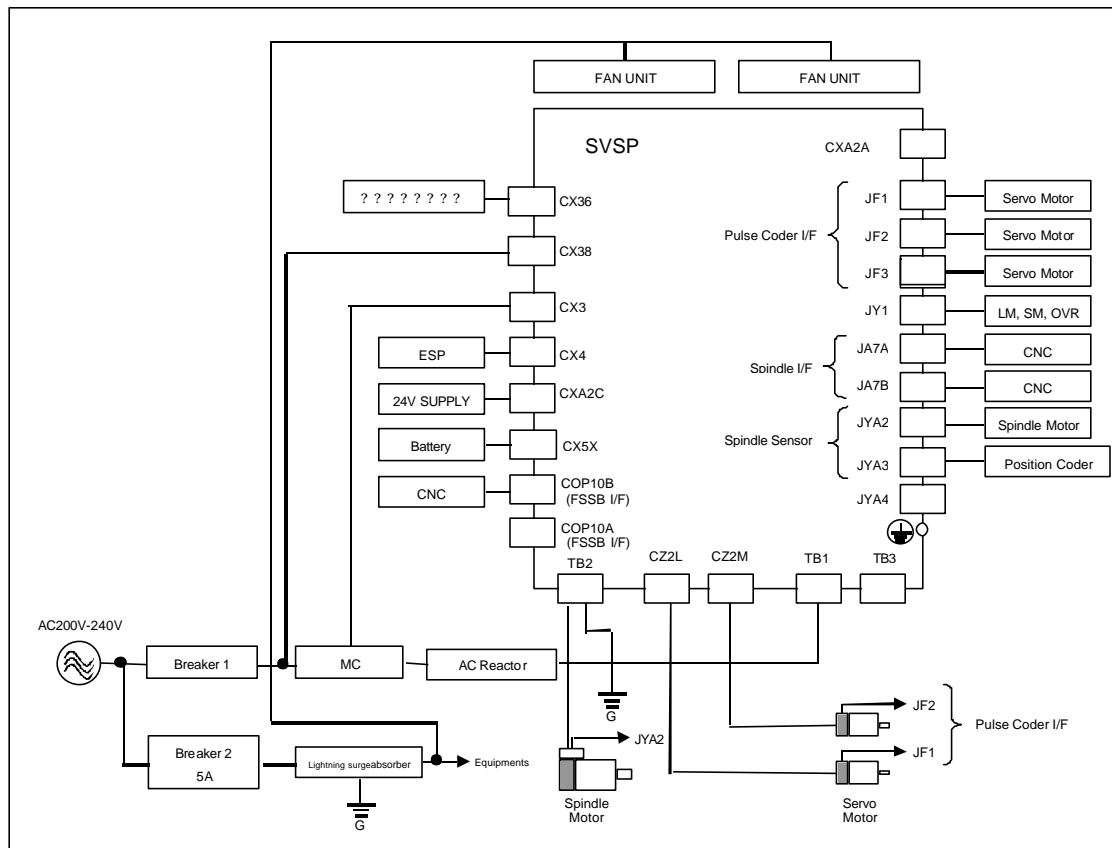 FAN UNIT
FAN UNIT
SVSP
CXA2A
? ? ? ? ? ? ? ?
CX36
JF1
Servo Motor
Pulse Coder I/F
JF2
Servo Motor
CX38
JF3
Servo Motor
CX3
JY1
LM, SM, OVR
ESP
CX4
JA7A
CNC
Spindle I/F
24V SUPPLY
CXA2C
JA7B
CNC
JYA2
Spindle Motor
Battery
CX5X
Spindle Sensor
JYA3
Position Coder
CNC
COP10B
(FSSB I/F)
JYA4
COP10A
(FSSB I/F)
TB2
CZ2L
CZ2M
TB1
TB3
AC200V-240V
Breaker 1
MC
AC Reactor
G
JF2
Pulse Coder I/F
JYA2
JF1
Breaker 2
5A
Lightning surgeabsorber
Equipments
G
Spindle
Motor
Servo
Motor